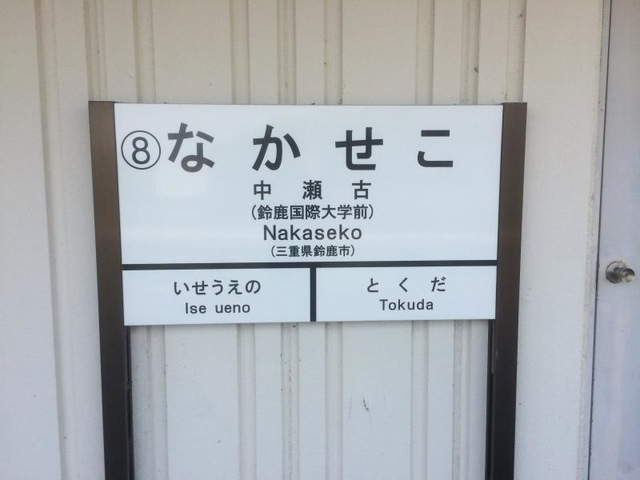 ⑧なかせこ
中瀬古
(鈴鹿国際大学前)
Nakaseko
(三重県鈴鹿市)
いせうえの
Ise ueno
とくだ
Tokuda